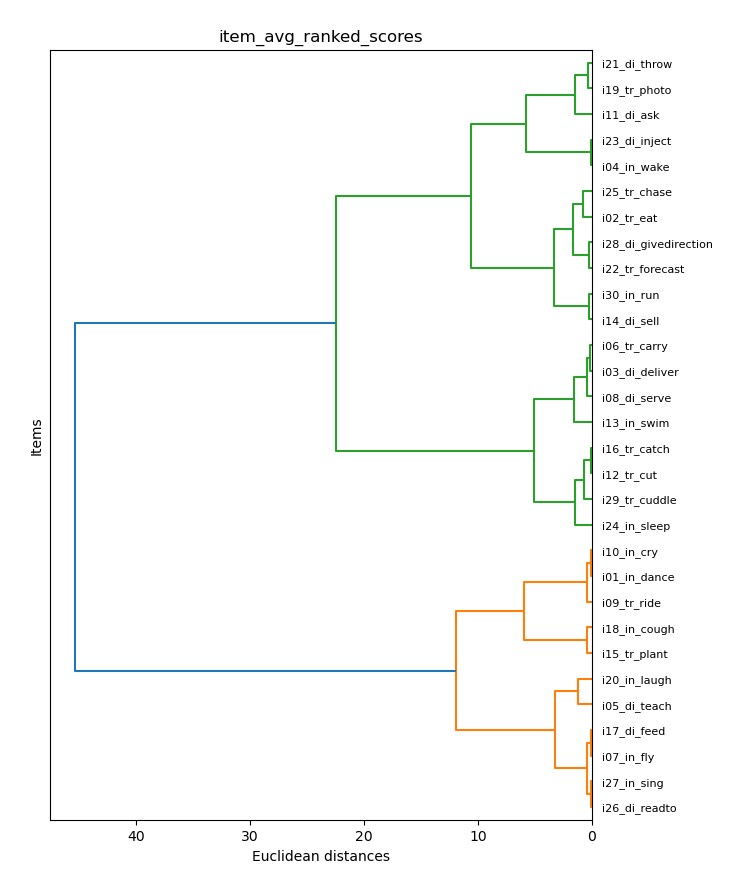 item_avg_ranked_scores
i21_di_throw
i19_tr_photo
i11_di_ask
i23_di_inject
i04_in_wake
i25_tr_chase
i02_tr_eat
i28_di_givedirection
i22_tr_forecast
i30_in_run
i14_di_sell
i06_tr_carry
i03_di_deliver
i08_di_serve
i13_in_swim
i16_tr_catch
i12_tr_cut
i29_tr_cuddle
i24_in_sleep
i10_in_cry
i01_in_dance
i09_tr_ride
i18_in_cough
i15_tr_plant
i20_in_laugh
i05_di_teach
i17_di_feed
i07_in_fly
i27_in_sing
i26_di_readto
Items
40 30 20 10 0
Euclidean distances